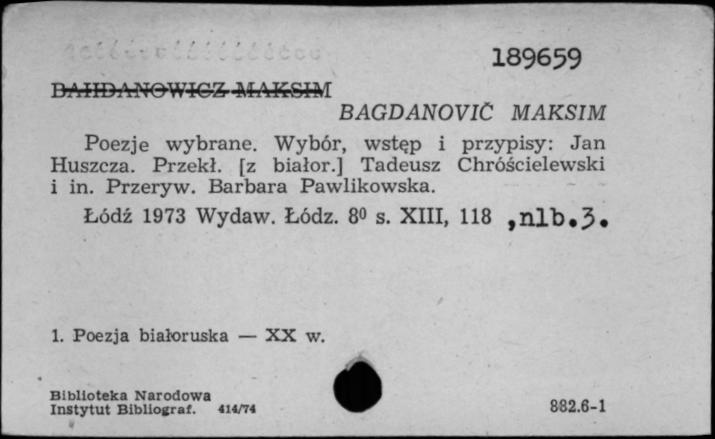 189659
BAHDANOWICZ MAKSIM
BAGDANOVIČ MAKSIM
Poezje wybrane. Wybór, wstęp i przypisy: Jan
Huszcza. Przekł. [z białor.] Tadeusz Chróścielewski
i in. Przeryw. Barbara Pawlikowska.
Łódź 1973 Wydaw. Łódz. 8⁰ s. XIII, 118 ,nlb.3.
1. Poezja białoruska — XX w.
Biblioteka Narodowa
Instytut Bibliograf. 414/74
882.6-1